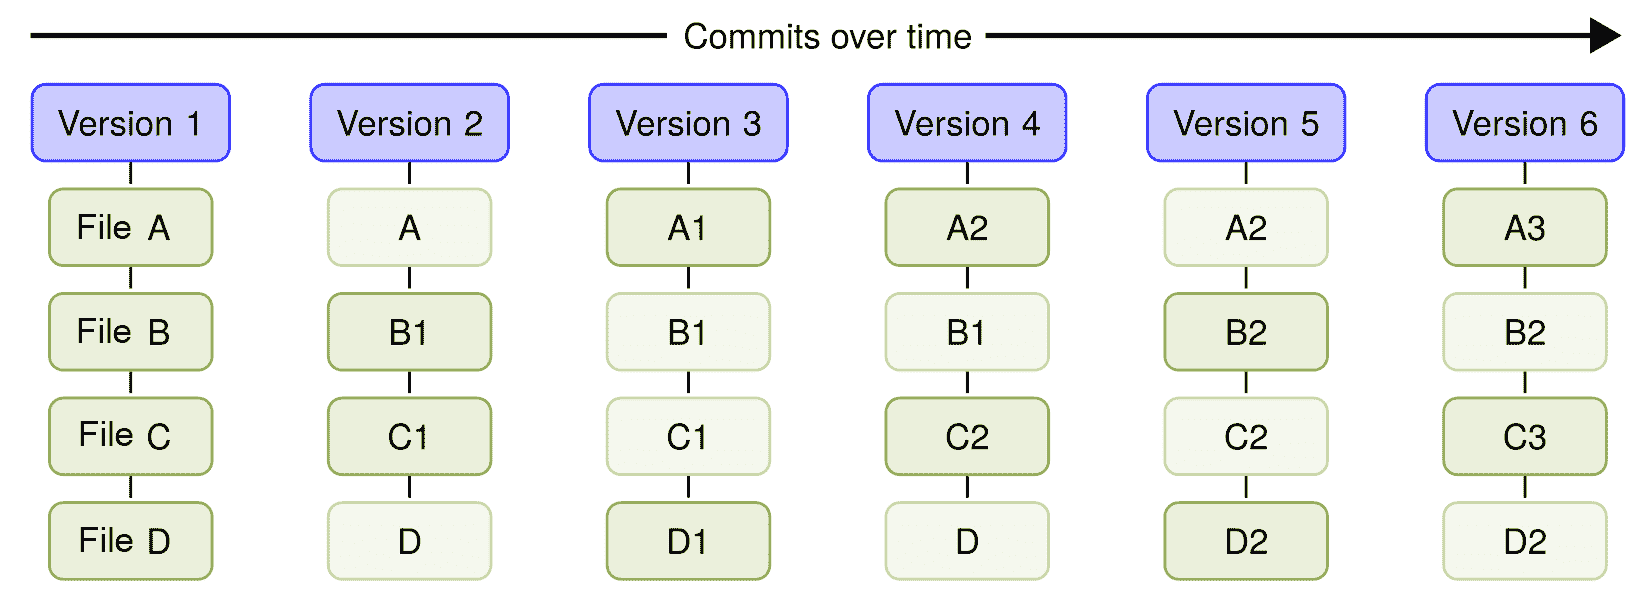 Commits over time
Version 1 Version 2 Version 3 Version 4 Version 5 Version 6
File A A A1 A2 A2 A3
File B B1 B1 B1 B2 B2
File C C1 C1 C2 C2 C3
File D D D1 D D2 D2